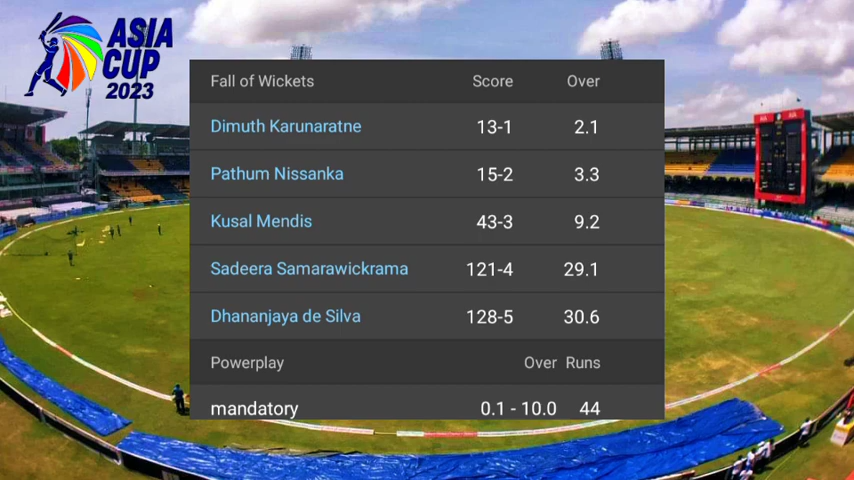 ASIA
CUP
2023
Fall of Wickets Score Over
Dimuth Karunaratne 13-1 2.1
Pathum Nissanka 15-2 3.3
Kusal Mendis 43-3 9.2
Sadeera Samarawickrama 121-4 29.1
Dhananjaya de Silva 128-5 30.6
Powerplay Over Runs
mandatory 0.1 - 10.0 44